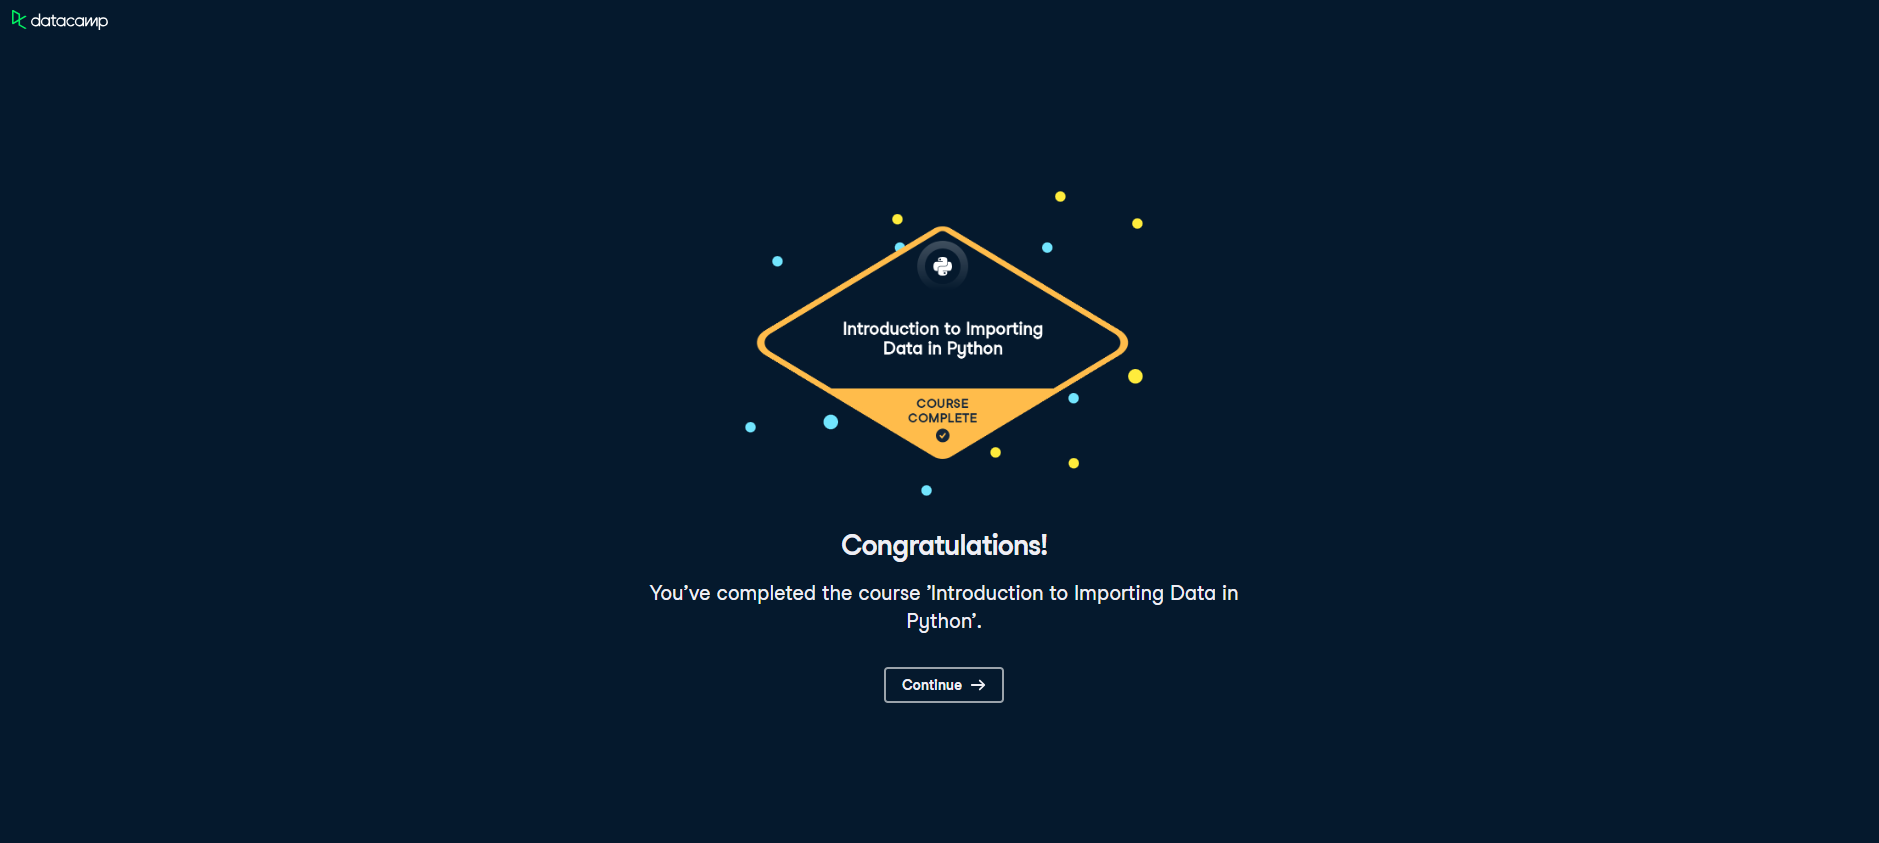 datacamp
Introduction to Importing
Data in Python
COURSE
COMPLETE
Congratulations!
You’ve completed the course ’Introduction to Importing Data in
Python’.
Continue